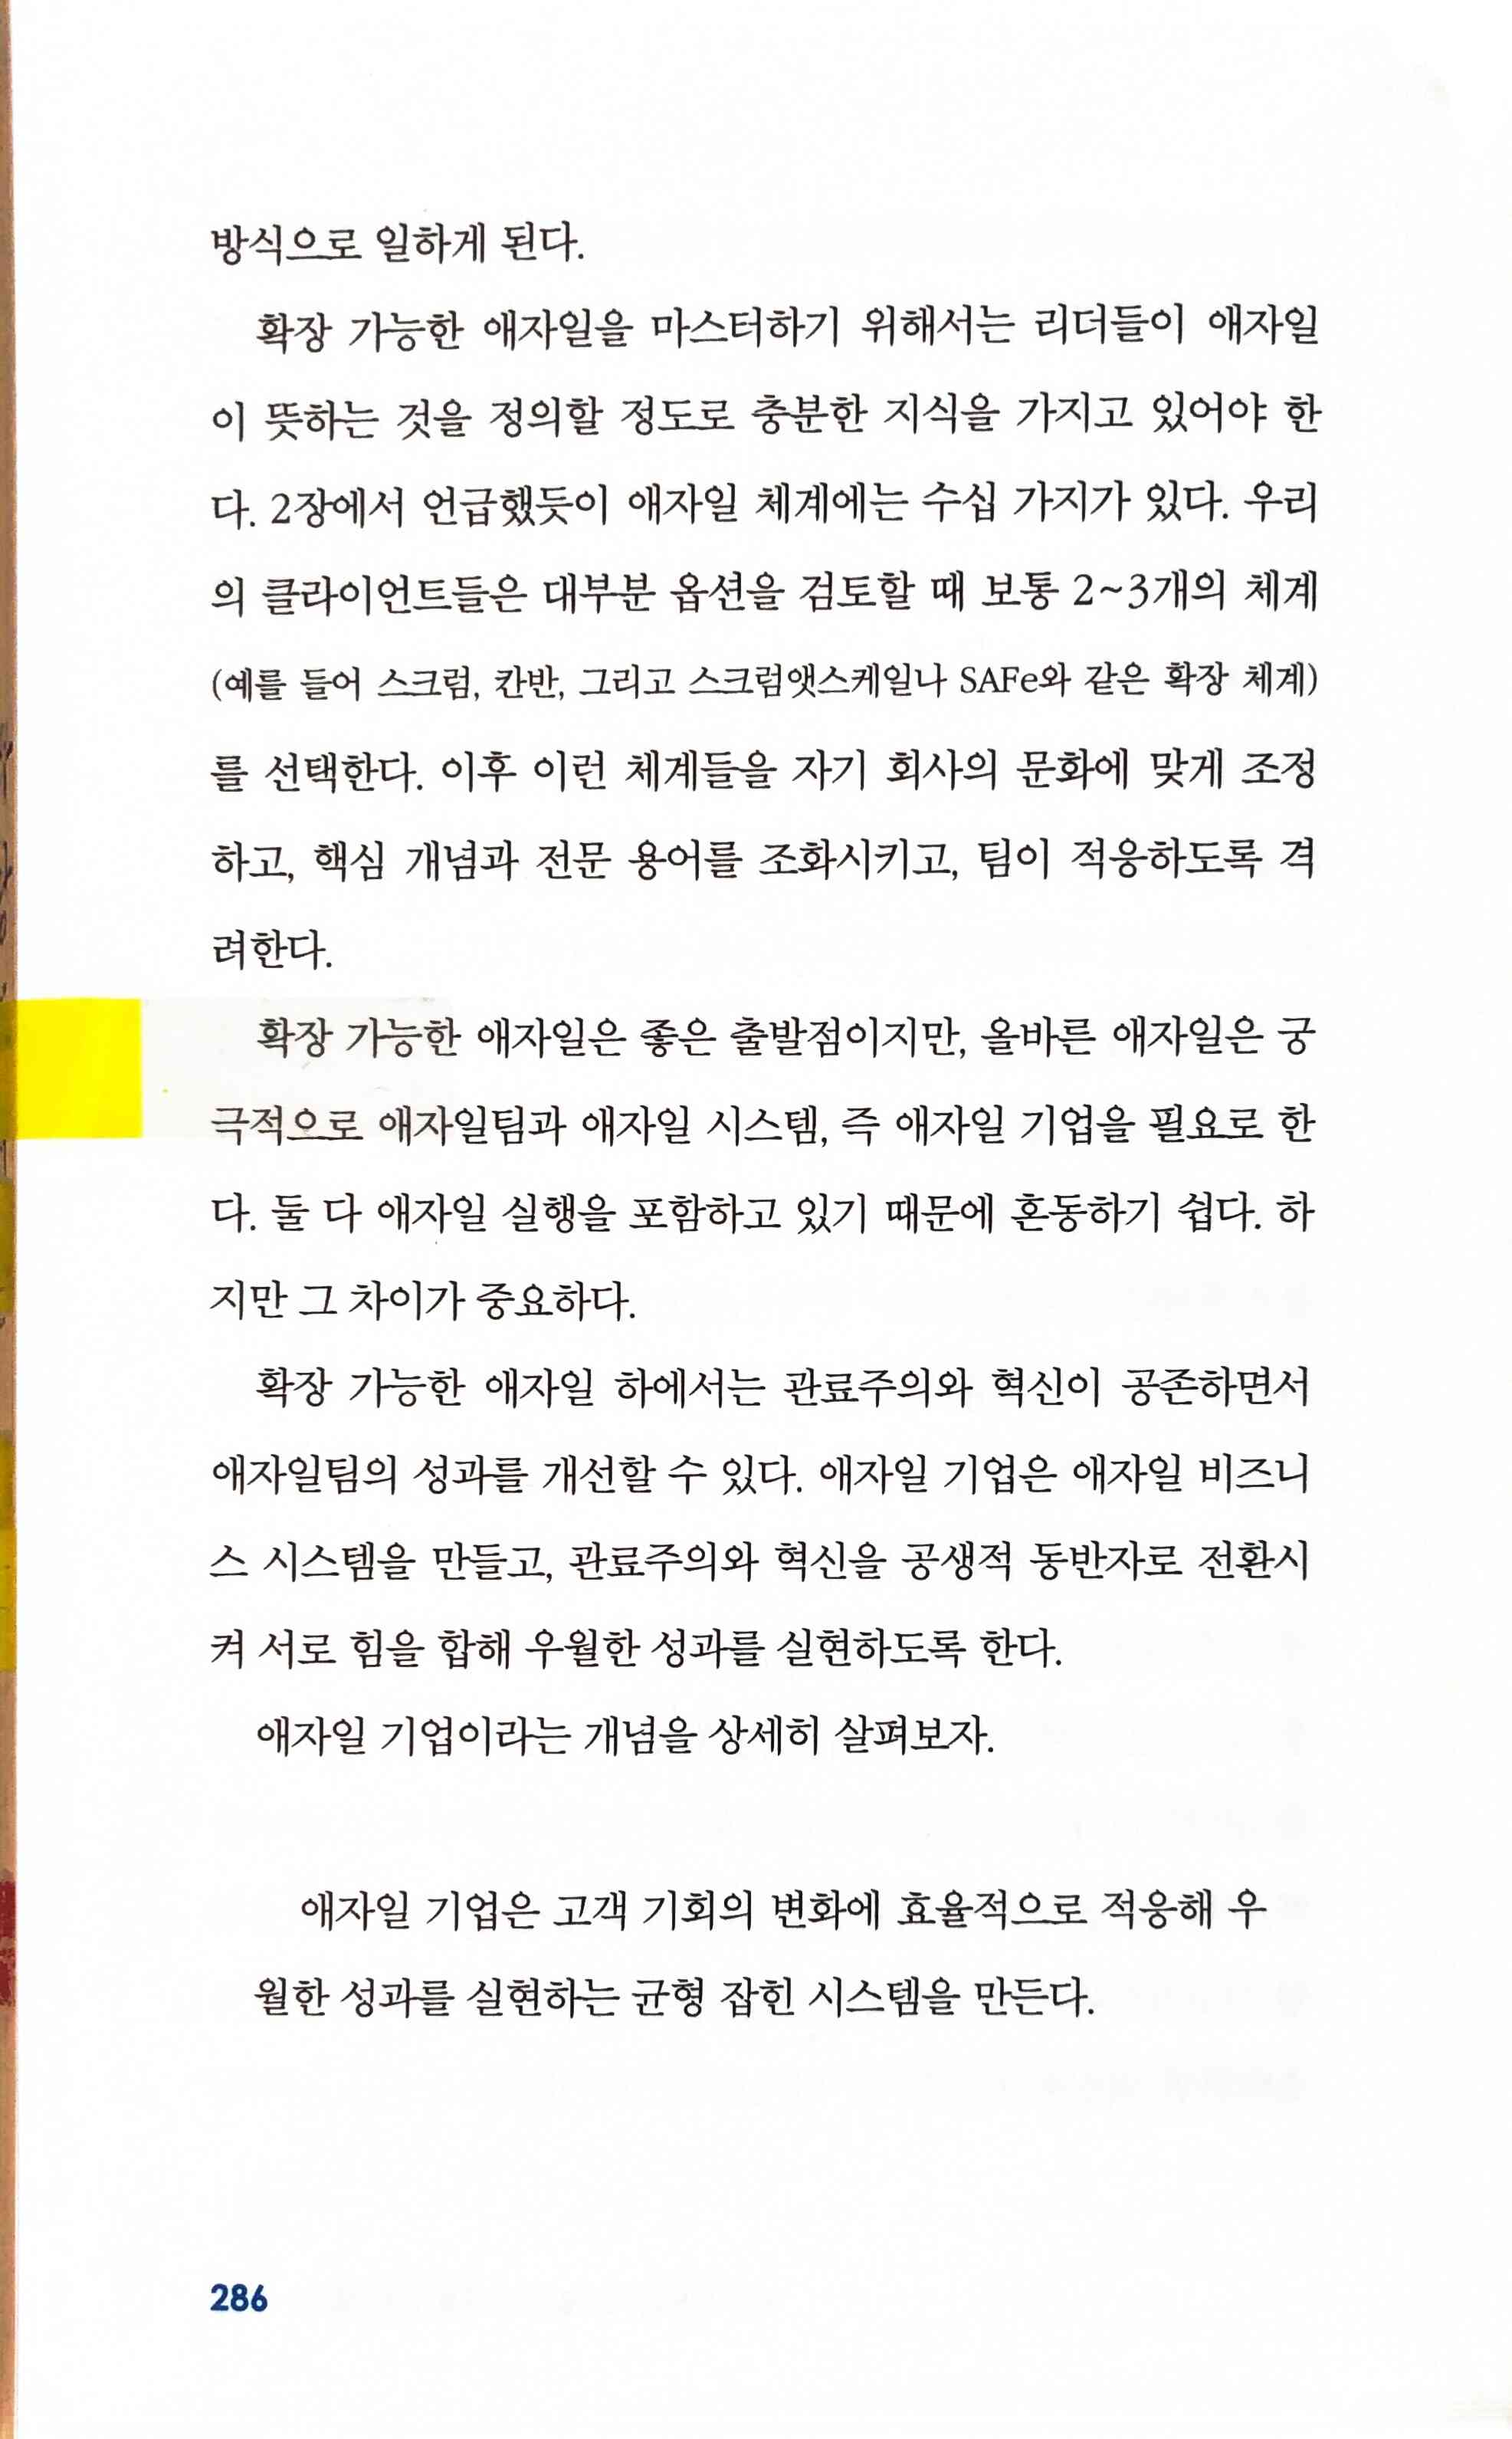 방식으로 일하게 된다.
확장 가능한 애자일을 마스터하기 위해서는 리더들이 애자일
이 뜻하는 것을 정의할 정도로 충분한 지식을 가지고 있어야 한
다. 2장에서 언급했듯이 애자일 체계에는 수십 가지가 있다. 우리
의 클라이언트들은 대부분 옵션을 검토할 때 보통 2~3개의 체계
(예를 들어 스크럼, 칸반, 그리고 스크럼앳스케일나 SAFe와 같은 확장 체계)
를 선택한다. 이후 이런 체계들을 자기 회사의 문화에 맞게 조정
하고, 핵심 개념과 전문 용어를 조화시키고, 팀이 적응하도록 격
려한다.
확장 가능한 애자일은 좋은 출발점이지만, 올바른 애자일은 궁
극적으로 애자일팀과 애자일 시스템, 즉 애자일 기업을 필요로 한
다. 둘 다 애자일 실행을 포함하고 있기 때문에 혼동하기 쉽다. 하
지만 그 차이가 중요하다.
확장 가능한 애자일 하에서는 관료주의와 혁신이 공존하면서
애자일팀의 성과를 개선할 수 있다. 애자일 기업은 애자일 비즈니
스 시스템을 만들고, 관료주의와 혁신을 공생적 동반자로 전환시
켜 서로 힘을 합해 우월한 성과를 실현하도록 한다.
애자일 기업이라는 개념을 상세히 살펴보자.
애자일 기업은 고객 기회의 변화에 효율적으로 적응해 우
월한 성과를 실현하는 균형 잡힌 시스템을 만든다.
286